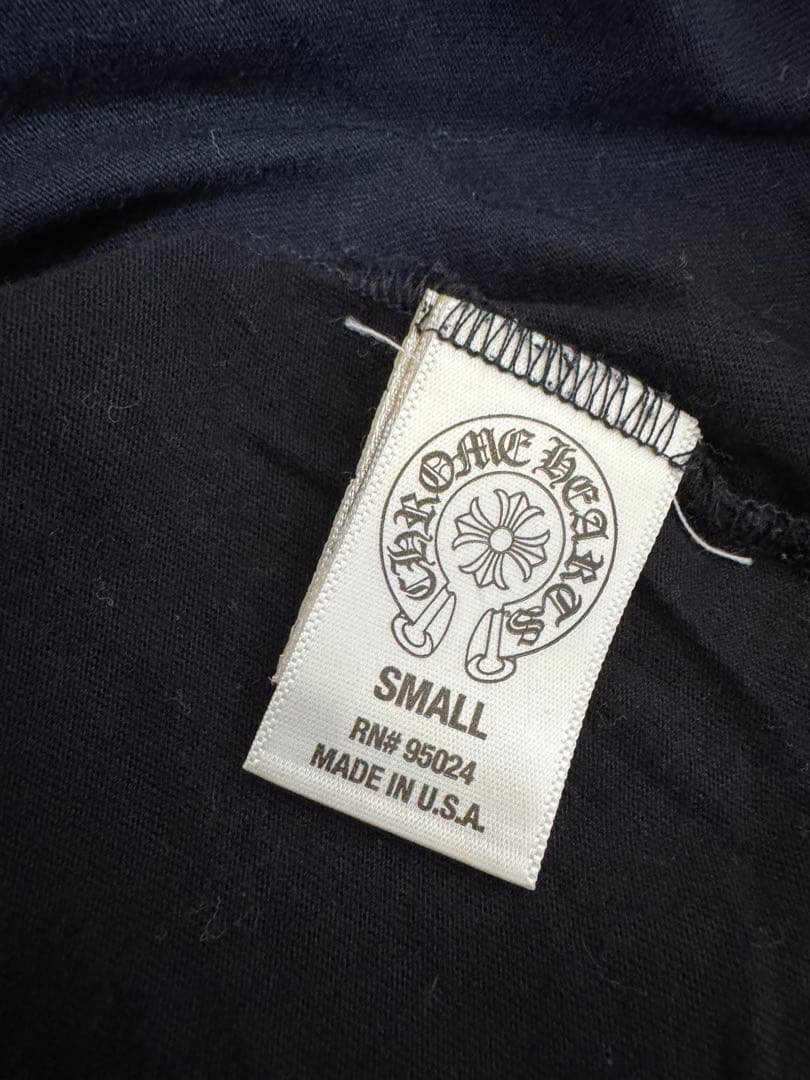 CHROME HEARTS
SMALL
RN# 95024
MADE IN U.S.A.